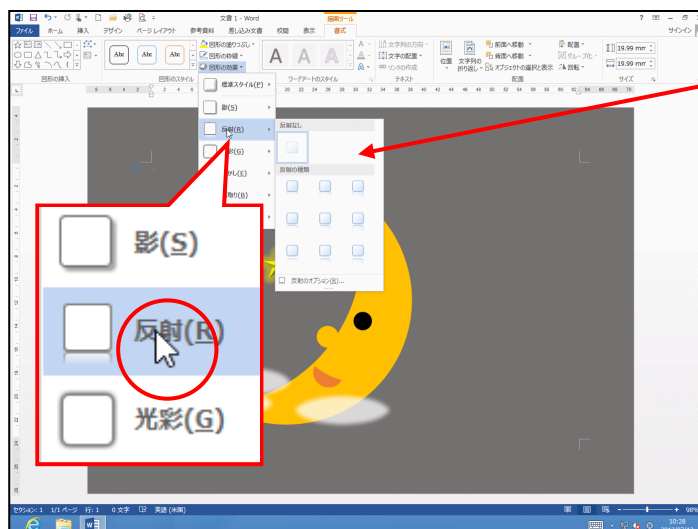 文書 1 - Word
描画ツール
サインイン
ファイル ホーム 挿入 デザイン ページ レイアウト 参考資料 差し込み文書 校閲 表示 書式
Abc Abc Abc
図形の塗りつぶし
図形の枠線
図形の効果
文字列の方向
文字の配置
リンクの作成
位置 文字列の折り返し
前面へ移動
背面へ移動
オブジェクトの選択と表示
配置
グループ化
回転
19.99 mm
19.99 mm
図形の挿入 図形のスタイル ワードアートのスタイル テキスト 配置 サイズ
標準スタイル(P)
影(S)
反射(R)
反射なし
反射の種類
反射のオプション(R)...
影(S)
反射(R)
光彩(G)
セクション: 1 1/1 ページ 行: 1 0 文字 英語 (米国)
98%
10:28